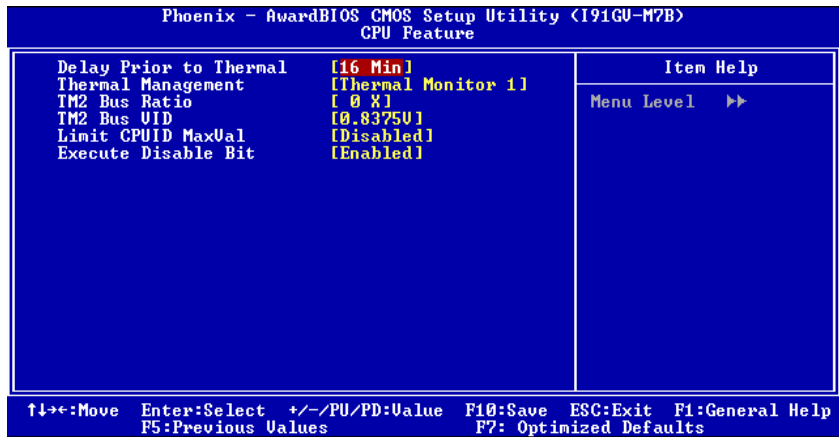 Phoenix - AwardBIOS CMOS Setup Utility (I91GV-M7B)
CPU Feature
Delay Prior to Thermal [16 Min]
Thermal Management [Thermal Monitor 1]
TM2 Bus Ratio [ 0 X]
TM2 Bus VID [0.8375V]
Limit CPUID MaxVal [Disabled]
Execute Disable Bit [Enabled]
Item Help
Menu Level ▸▸
↑↓→←:Move Enter:Select +/-/PU/PD:Value F10:Save ESC:Exit F1:General Help
F5:Previous Values F7: Optimized Defaults